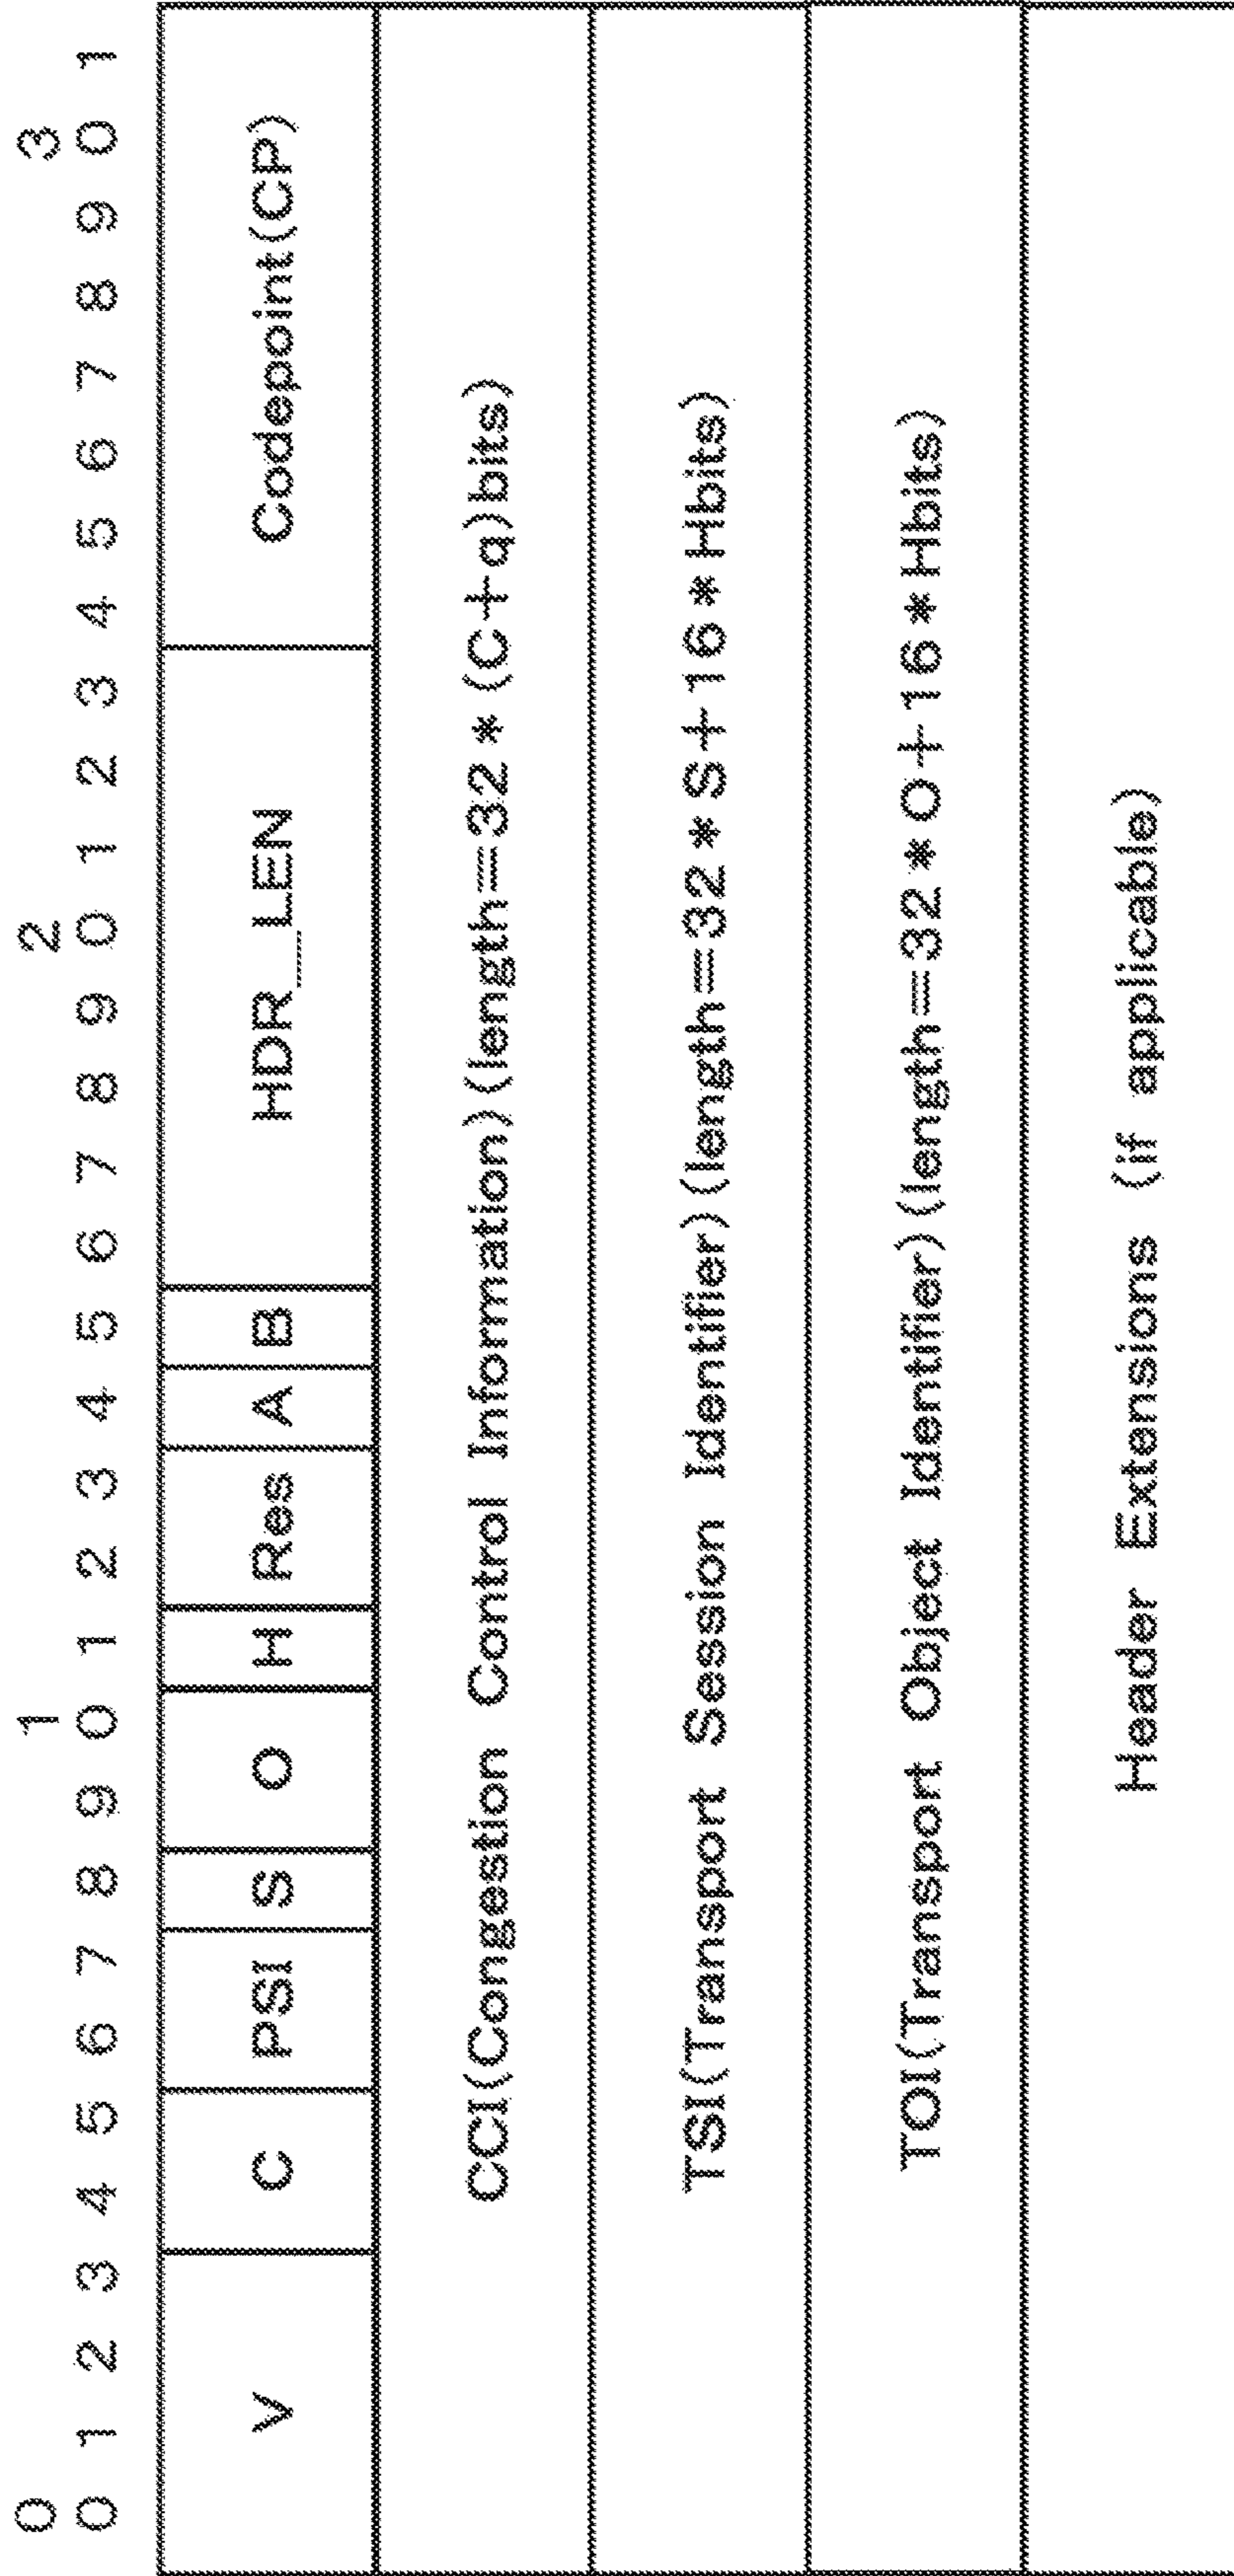 0 1 2 3
0 1 2 3 4 5 6 7 8 9 0 1 2 3 4 5 6 7 8 9 0 1 2 3 4 5 6 7 8 9 0 1
V C PSI S O H Res A B HDR_LEN Codepoint(CP)
CCI(Congestion Control Information)(length=32*(C+q)bits)
TSI(Transport Session Identifier)(length=32*S+16*Hbits)
TOI(Transport Object Identifier)(length=32*O+16*Hbits)
Header Extensions (if applicable)